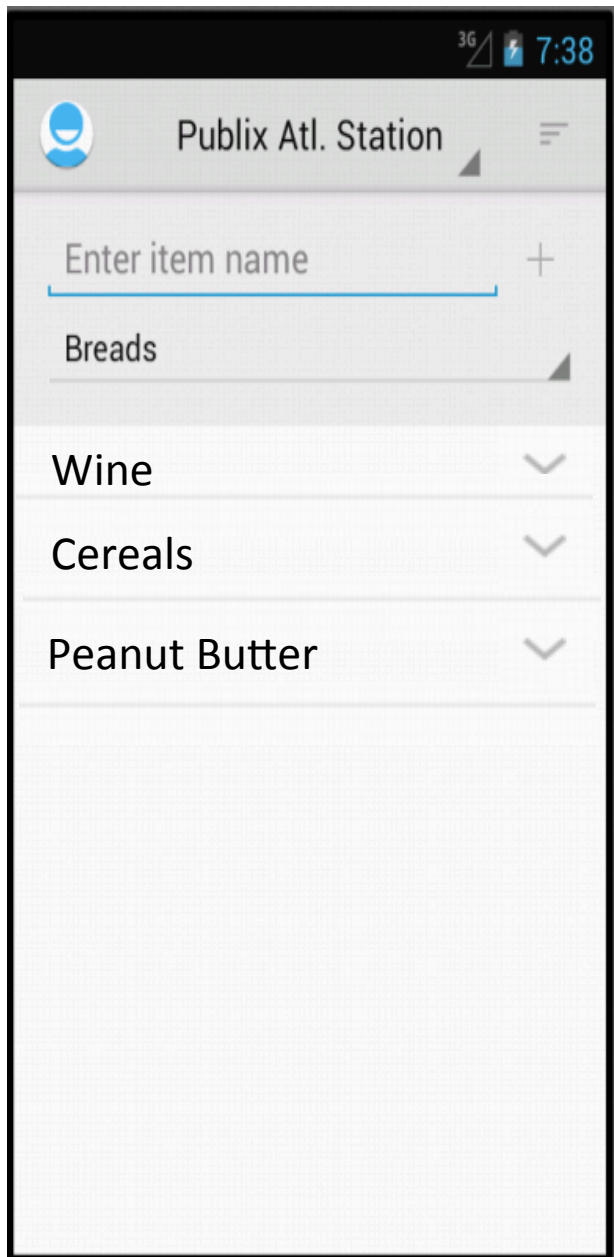 3G 7:38
Publix Atl. Station
Enter item name
Breads
Wine
Cereals
Peanut Butter